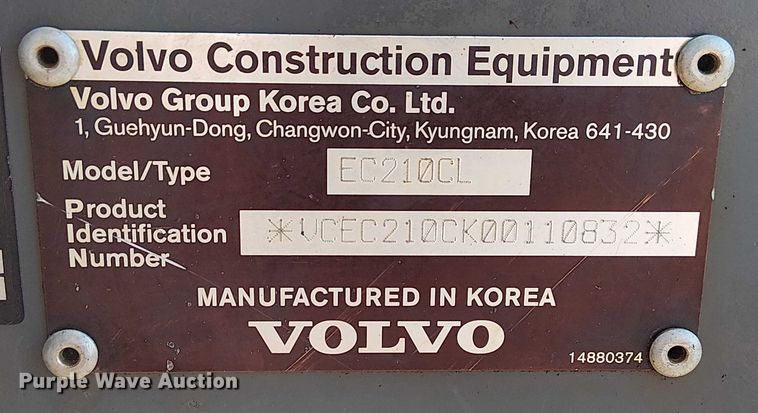 Volvo Construction Equipment
Volvo Group Korea Co. Ltd.
1, Guehyun-Dong, Changwon-City, Kyungnam, Korea 641-430
Model/Type EC210CL
Product Identification Number *VCEC210CK00110832*
MANUFACTURED IN KOREA
VOLVO
14880374
Purple Wave Auction